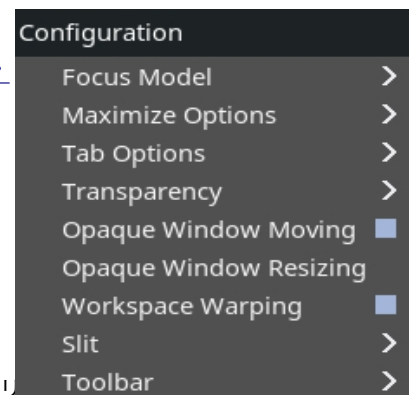 Configuration
Focus Model
Maximize Options
Tab Options
Transparency
Opaque Window Moving
Opaque Window Resizing
Workspace Warping
Slit
Toolbar